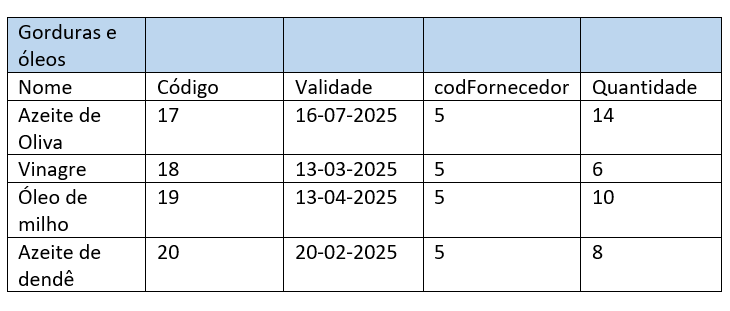 Gorduras e
óleos
Nome Código Validade codFornecedor Quantidade
Azeite de 17 16-07-2025 5 14
Oliva
Vinagre 18 13-03-2025 5 6
Óleo de 19 13-04-2025 5 10
milho
Azeite de 20 20-02-2025 5 8
dendê